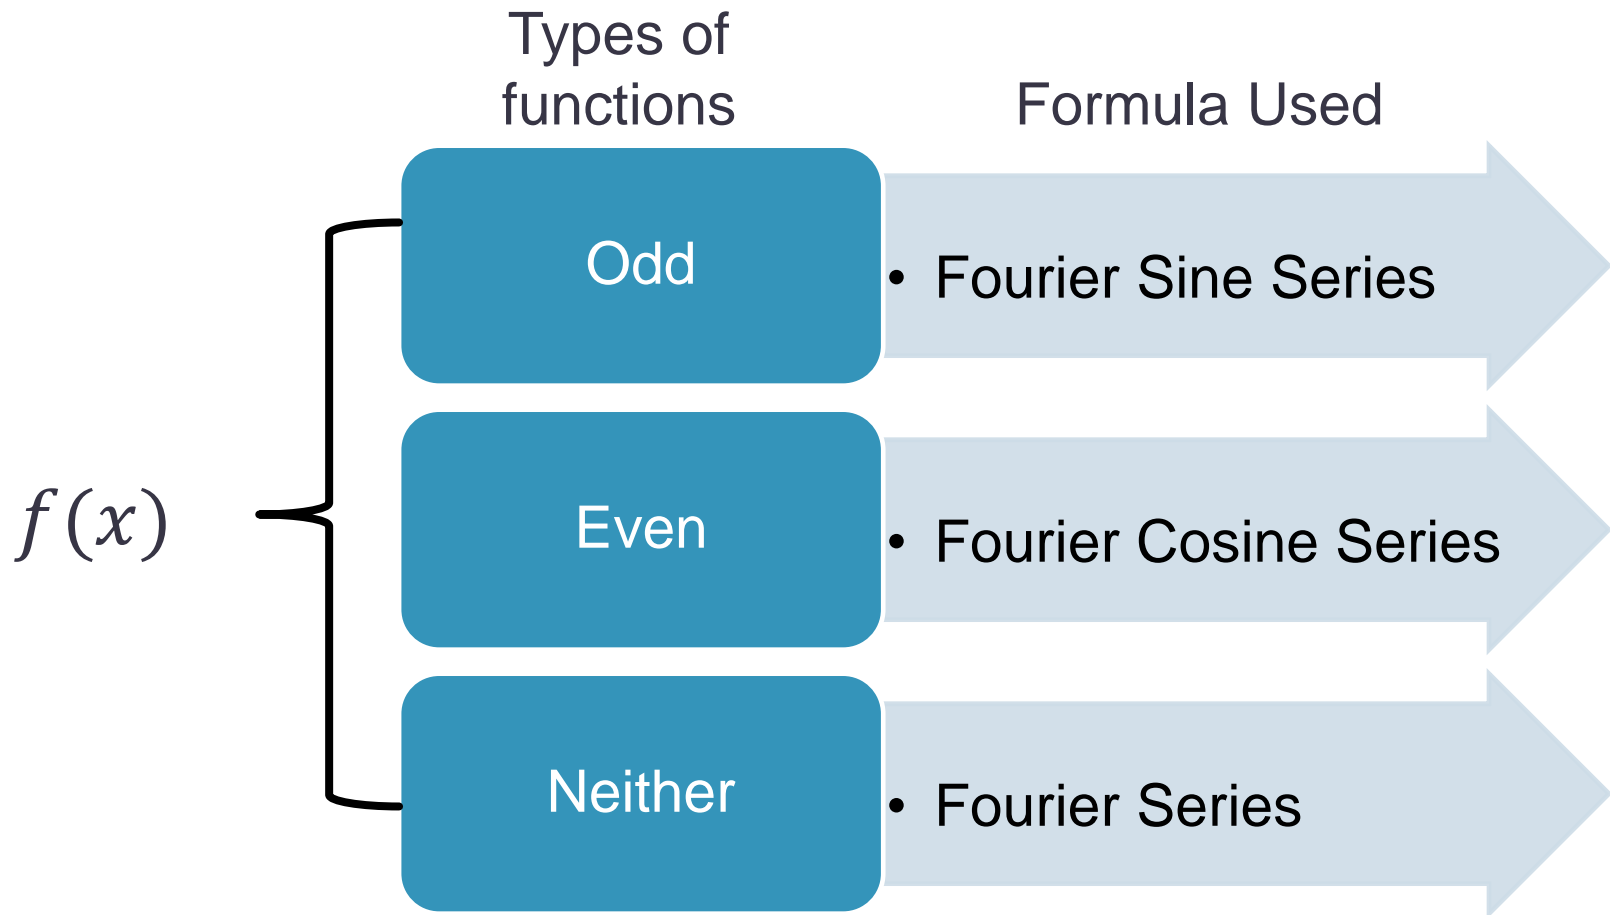 Types of
functions
Formula Used
f(x)
Odd
• Fourier Sine Series
Even
• Fourier Cosine Series
Neither
• Fourier Series